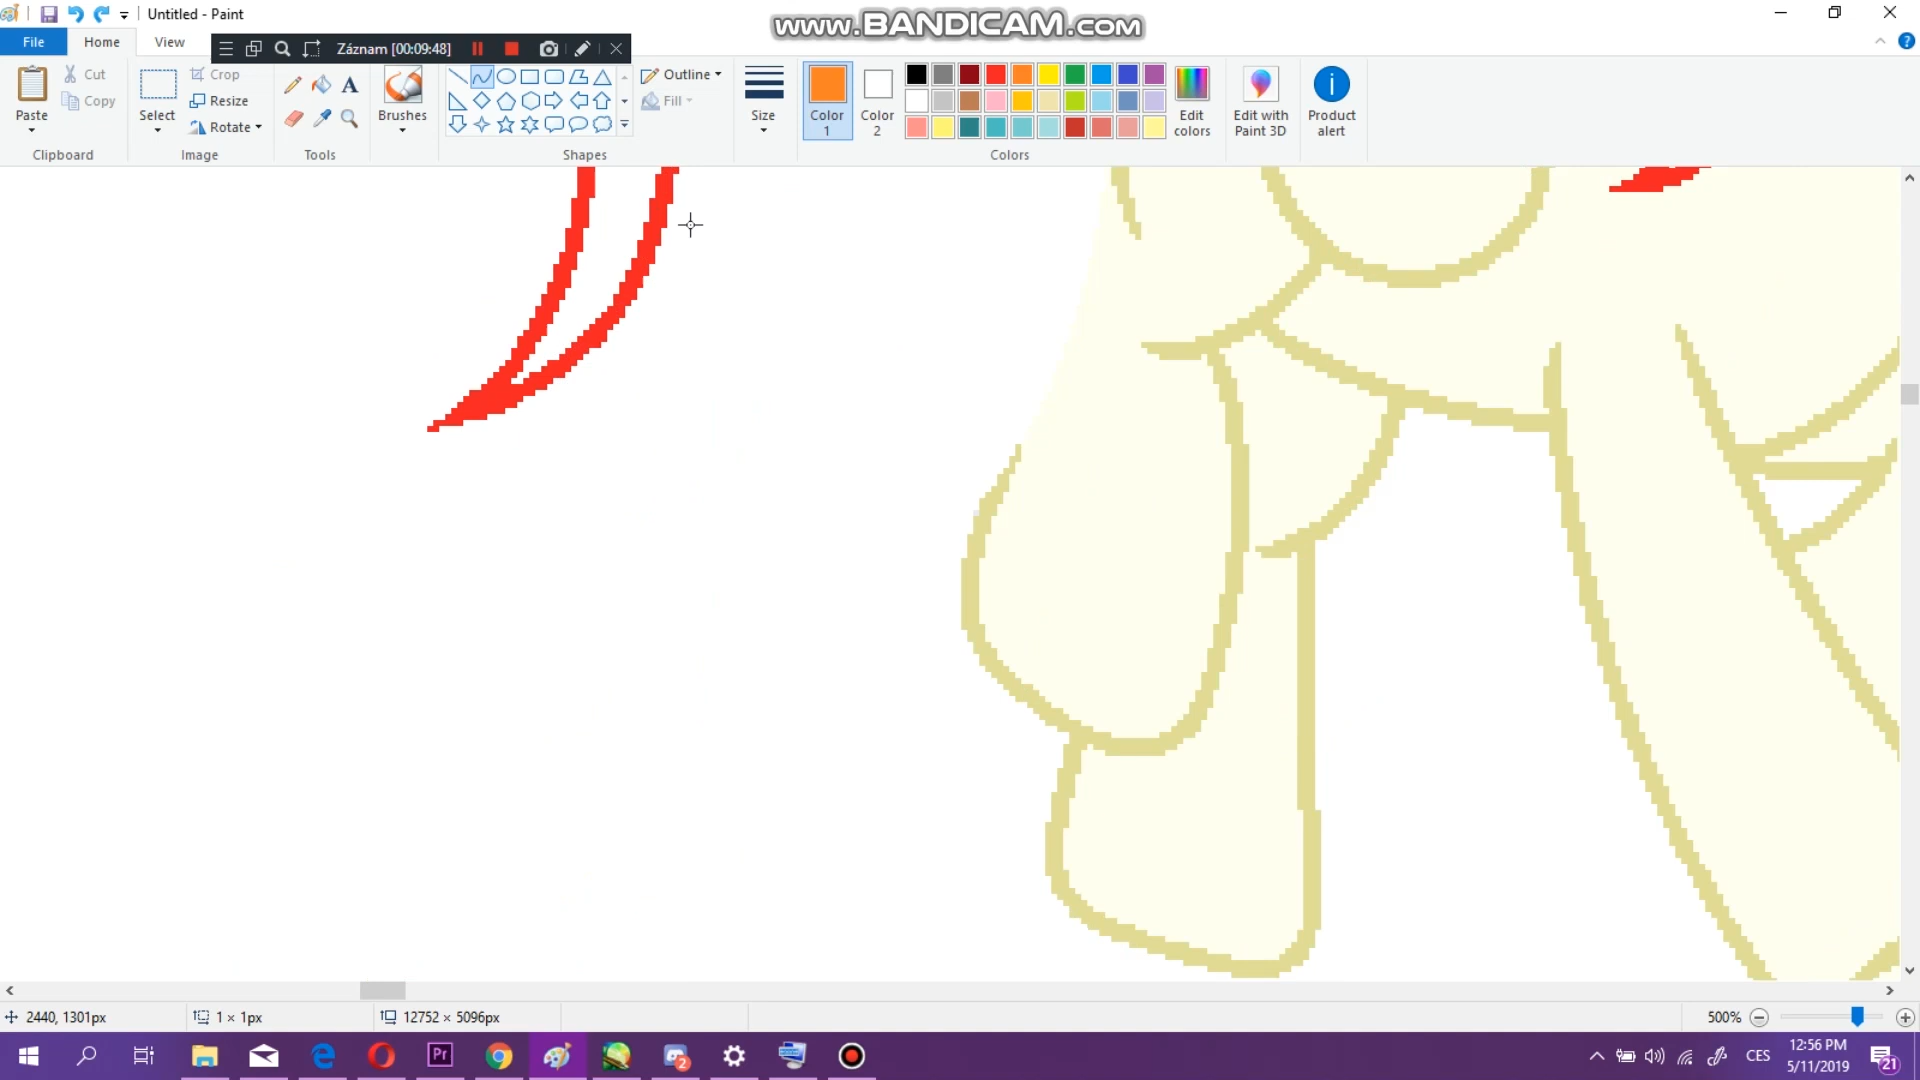 www.BANDICAM.com
Untitled - Paint
File Home View
Záznam [00:09:48]
Paste
Cut
Copy
Clipboard
Select
Crop
Resize
Rotate
Image
A
Tools
Brushes
Outline
Fill
Shapes
Size
Color 1
Color 2
Edit colors
Colors
Edit with Paint 3D
Product alert
2440, 1301px
1 × 1px
12752 × 5096px
500%
Pr
2
CES
12:56 PM
5/11/2019
21